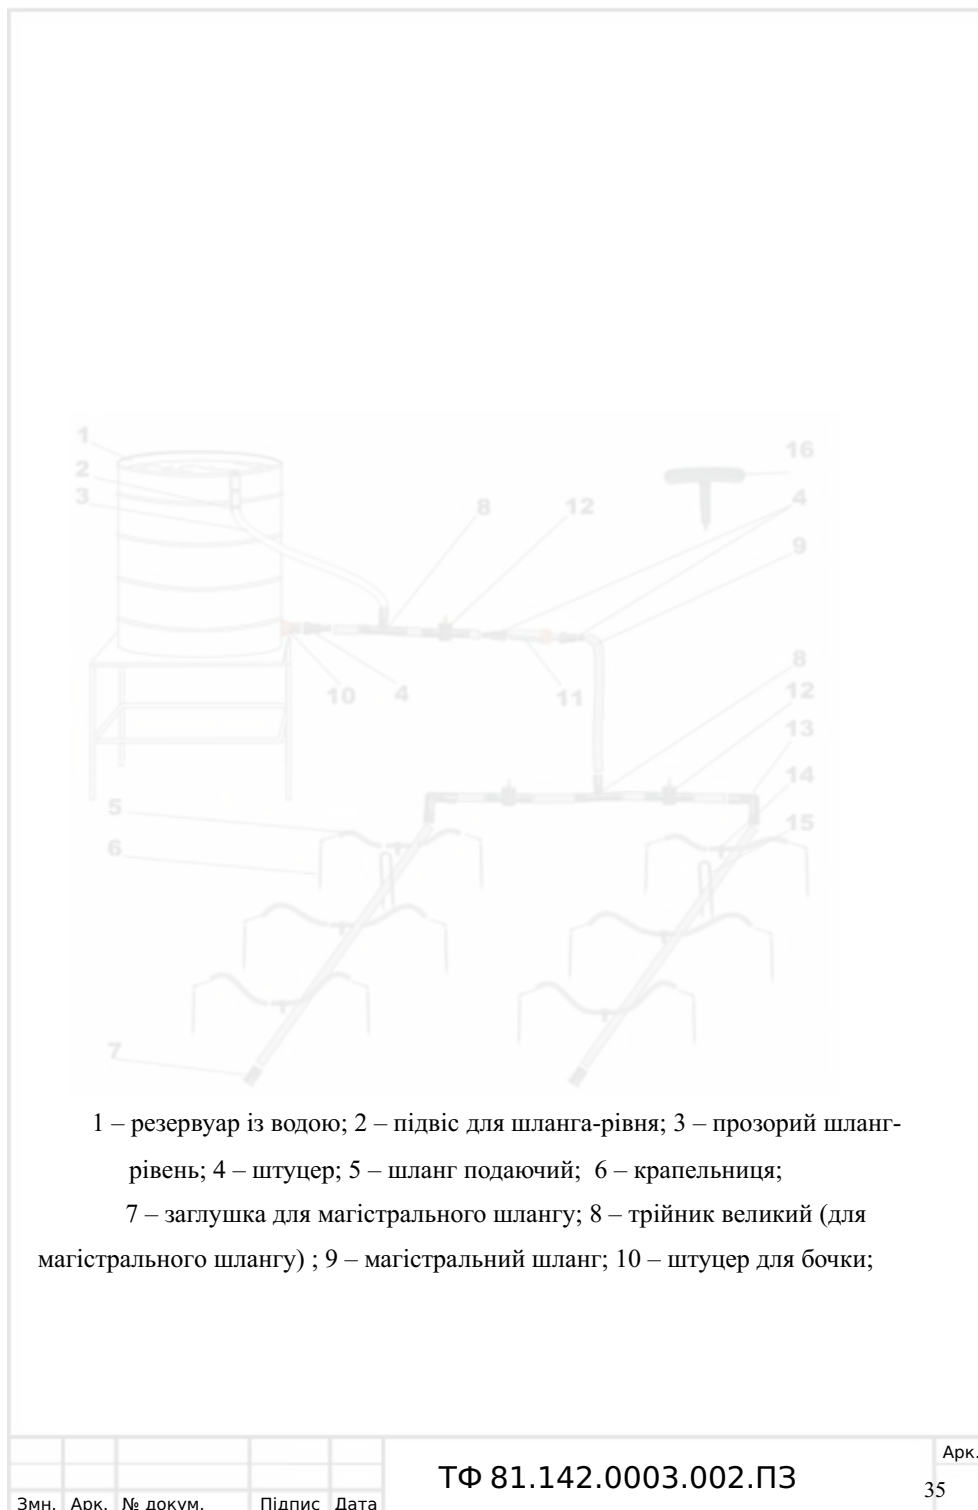 1
2
3
16
4
8
12
9
8
10
4
11
12
13
14
5
15
6
7
1 – резервуар із водою; 2 – підвіс для шланга-рівня; 3 – прозорий шланг-
рівень; 4 – штуцер; 5 – шланг подаючий; 6 – крапельниця;
7 – заглушка для магістрального шлангу; 8 – трійник великий (для
магістрального шлангу) ; 9 – магістральний шланг; 10 – штуцер для бочки;
ТФ 81.142.0003.002.ПЗ
Арк.
35
Змн. Арк. № докум. Підпис Дата